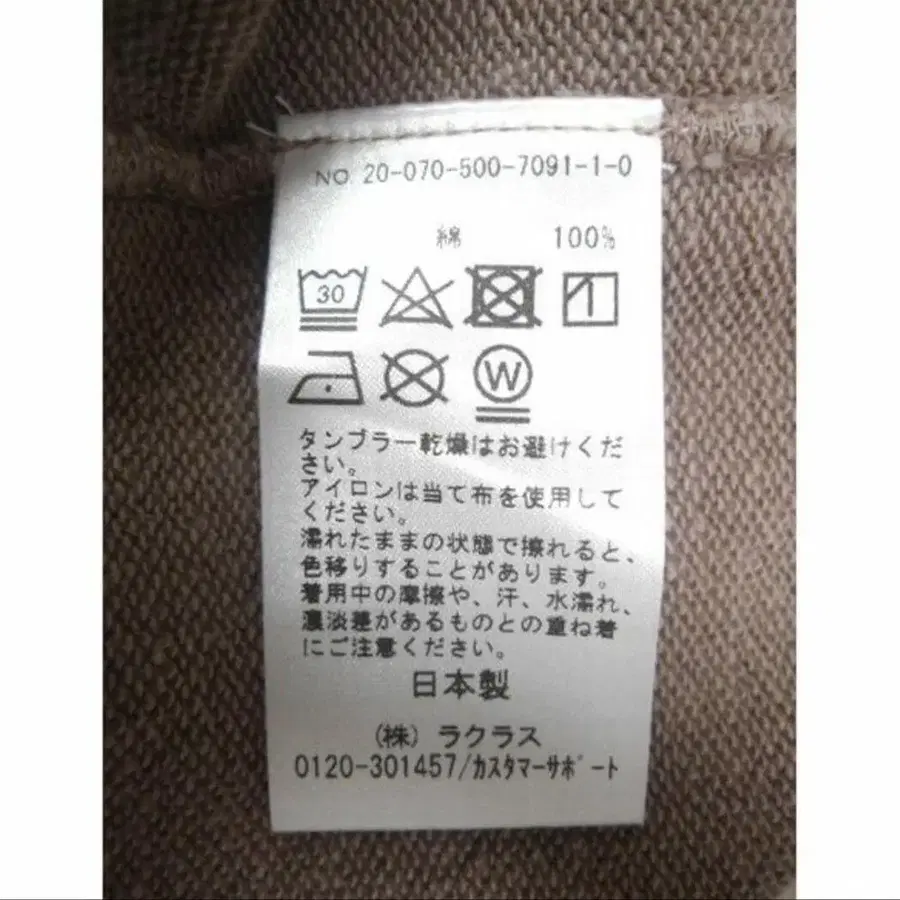 NO. 20-070-500-7091-1-0
綿 100%
30
W
タンブラー乾燥はお避けくだ
さい。
アイロンは当て布を使用して
ください。
濡れたままの状態で擦れると、
色移りすることがあります。
着用中の摩擦や、汗、水濡れ、
濃淡差があるものとの重ね着
にご注意ください。
日本製
(株) ラクラス
0120-301457/カスタマーサポート